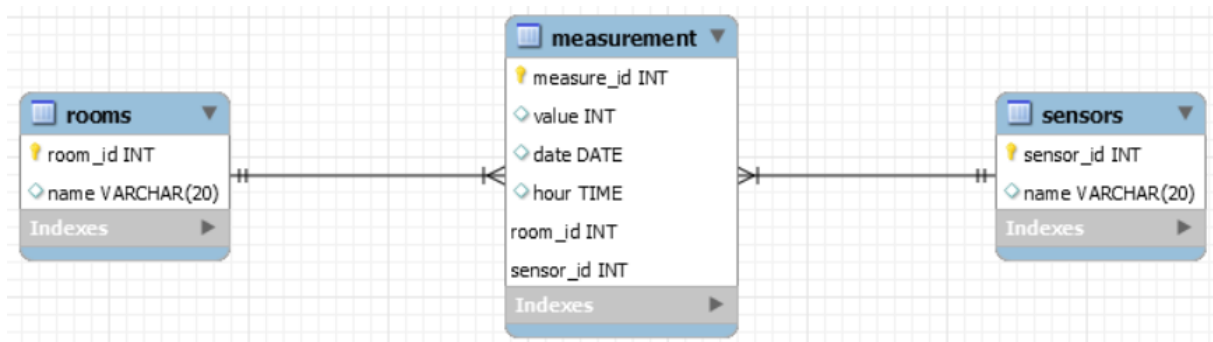 rooms
room_id INT
name VARCHAR(20)
Indexes
measurement
measure_id INT
value INT
date DATE
hour TIME
room_id INT
sensor_id INT
Indexes
sensors
sensor_id INT
name VARCHAR(20)
Indexes